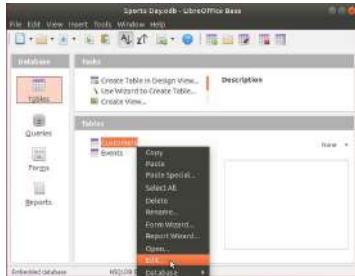 Sports Day.odb - LibreOffice Base
File Edit View Insert Tools Window Help
Database
Tasks
Tables
Queries
Forms
Reports
Create Table in Design View...
Use Wizard to Create Table...
Create View...
Description
Tables
Customers
Events
None
Copy
Paste
Paste Special...
Select All
Delete
Rename...
Form Wizard...
Report Wizard...
Open...
Edit...
Database
Embedded database